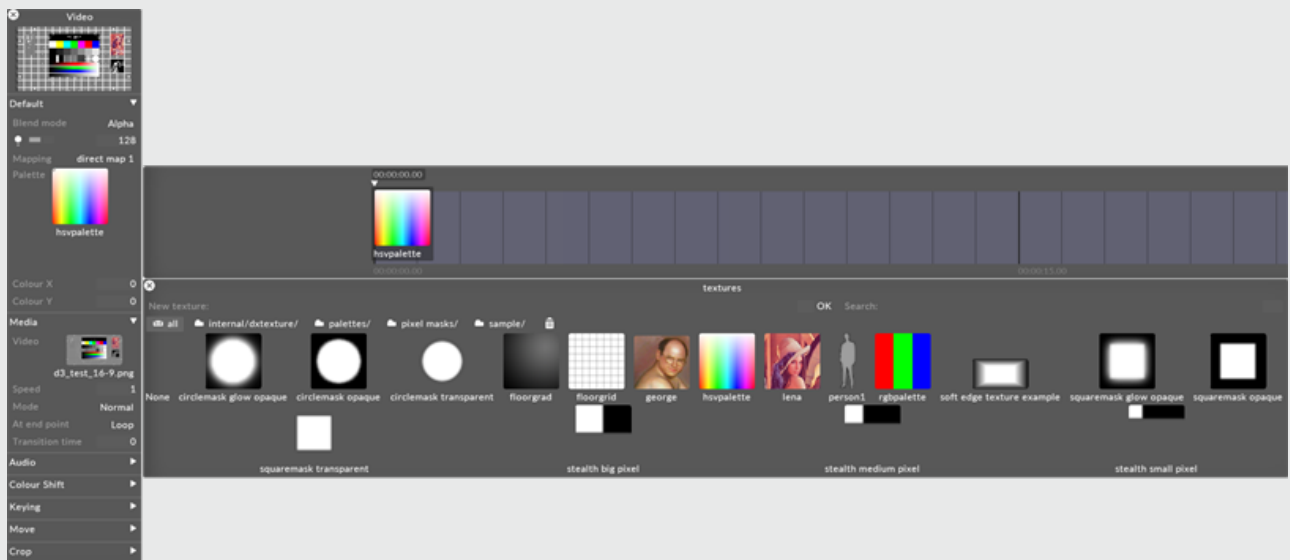 Video
Default
Blend mode Alpha
128
Mapping direct map 1
Palette
hsvpalette
Colour X 0
Colour Y 0
Media
Video
d3_test_16-9.png
Speed 1
Mode Normal
At end point Loop
Transition time 0
Audio
Colour Shift
Keying
Move
Crop
00:00:00.00
hsvpalette
00:00:00.00 00:00:15.00
textures
New texture: OK Search:
all internal/dxtexture/ palettes/ pixel masks/ sample/
None circlemask glow opaque circlemask opaque circlemask transparent floorgrad floorgrid george hsvpalette lena person1 rgbpalette soft edge texture example squaremask glow opaque squaremask opaque
squaremask transparent stealth big pixel stealth medium pixel stealth small pixel